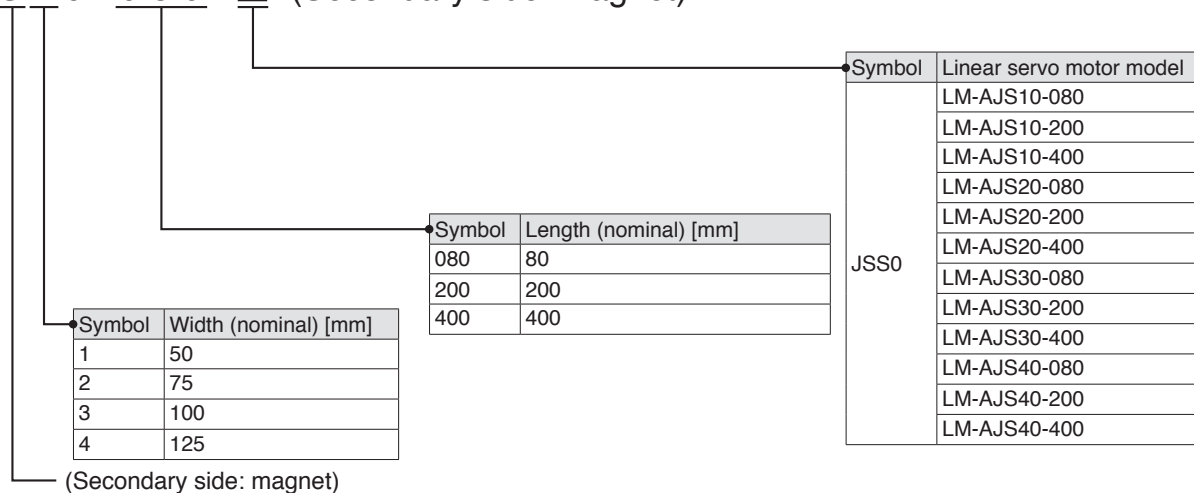 (Secondary side: magnet)
Symbol Linear servo motor model
JSS0
LM-AJS10-080
LM-AJS10-200
LM-AJS10-400
LM-AJS20-080
LM-AJS20-200
LM-AJS20-400
LM-AJS30-080
LM-AJS30-200
LM-AJS30-400
LM-AJS40-080
LM-AJS40-200
LM-AJS40-400
Symbol Length (nominal) [mm]
080 80
200 200
400 400
Symbol Width (nominal) [mm]
1 50
2 75
3 100
4 125
(Secondary side: magnet)